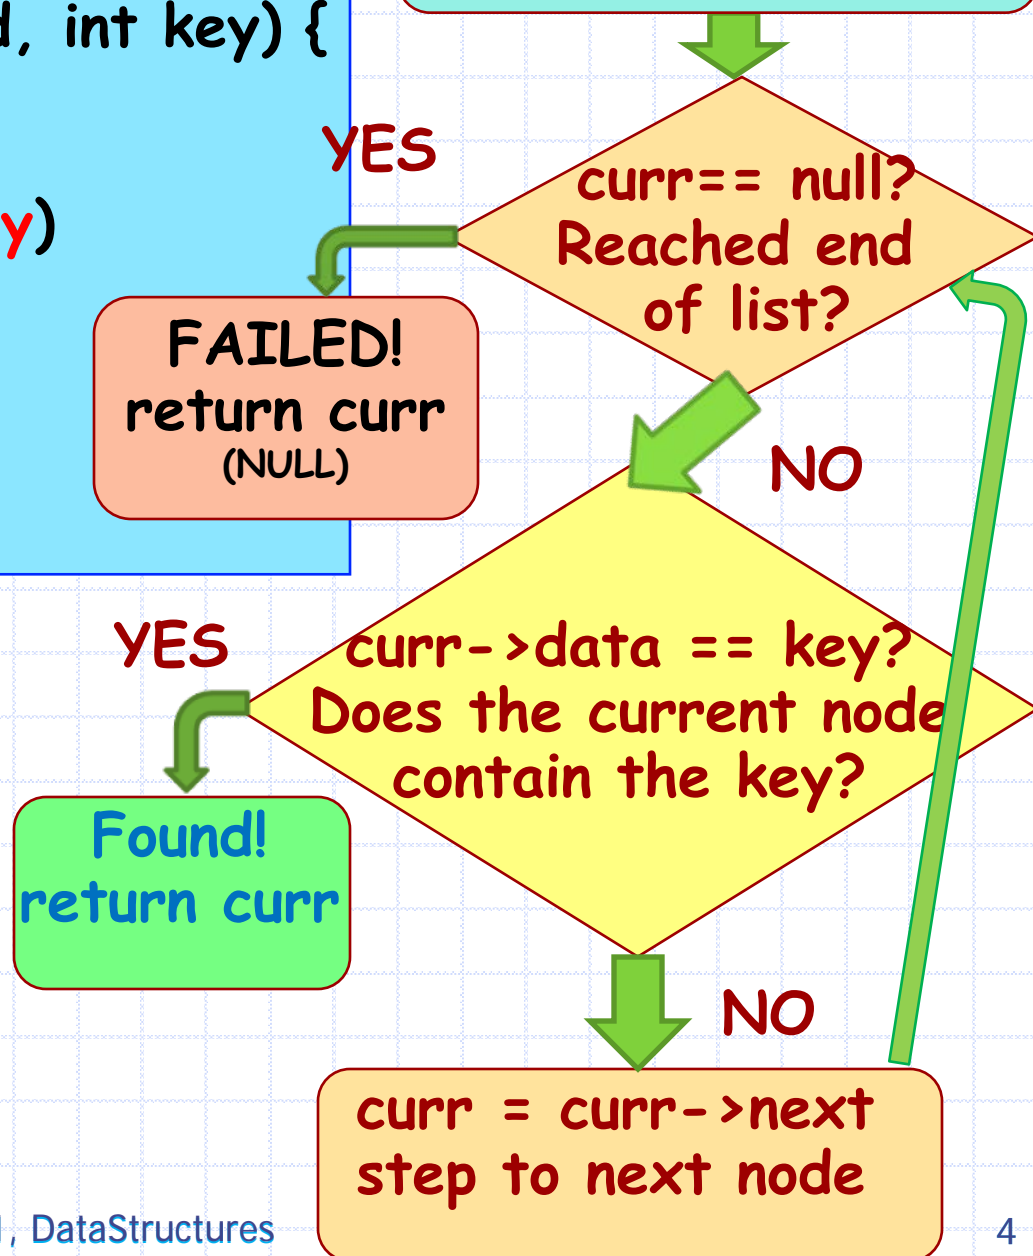 , int key) {
y)
YES
curr== null?
Reached end
of list?
FAILED!
return curr
(NULL)
NO
YES
curr->data == key?
Does the current node
contain the key?
Found!
return curr
NO
curr = curr->next
step to next node
, DataStructures
4